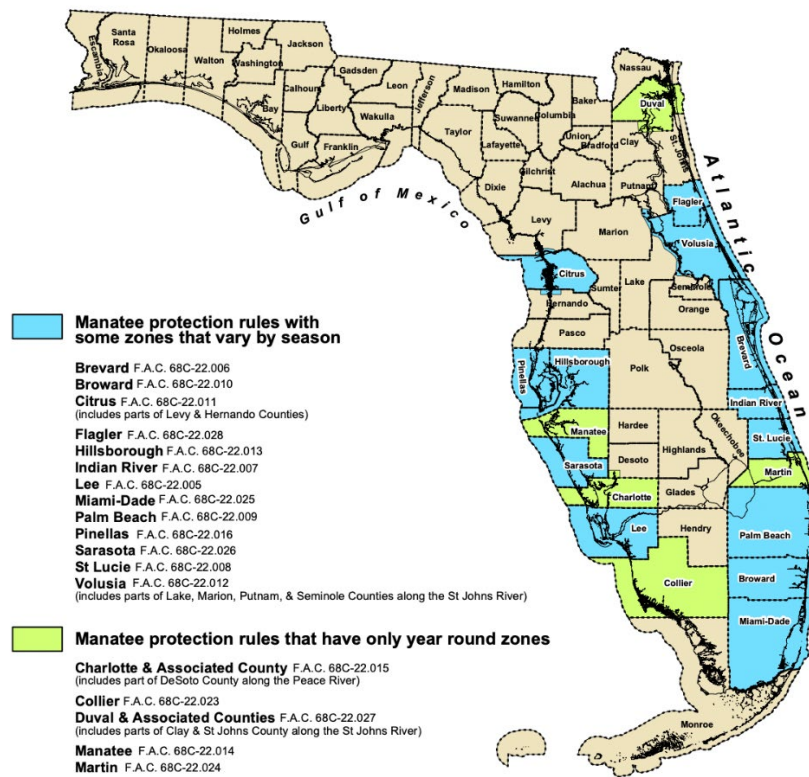 Escambia
Santa
Rosa
Okaloosa
Walton
Holmes
Washington
Jackson
Bay
Calhoun
Gulf
Liberty
Gadsden
Franklin
Leon
Wakulla
Jefferson
Madison
Taylor
Hamilton
Suwannee
Lafayette
Columbia
Dixie
Gilchrist
Baker
Union
Bradford
Alachua
Levy
Nassau
Duval
Clay
St. Johns
Putnam
Flagler
Marion
Volusia
Citrus
Sumter
Lake
Hernando
Seminole
Orange
Pasco
Osceola
Brevard
Pinellas
Hillsborough
Polk
Indian River
Manatee
Hardee
Okeechobee
St. Lucie
Highlands
Desoto
Sarasota
Martin
Charlotte
Glades
Lee
Hendry
Palm Beach
Collier
Broward
Miami-Dade
Monroe
Gulf of Mexico
Atlantic Ocean
Manatee protection rules with
some zones that vary by season
Brevard F.A.C. 68C-22.006
Broward F.A.C. 68C-22.010
Citrus F.A.C. 68C-22.011
(includes parts of Levy & Hernando Counties)
Flagler F.A.C. 68C-22.028
Hillsborough F.A.C. 68C-22.013
Indian River F.A.C. 68C-22.007
Lee F.A.C. 68C-22.005
Miami-Dade F.A.C. 68C-22.025
Palm Beach F.A.C. 68C-22.009
Pinellas F.A.C. 68C-22.016
Sarasota F.A.C. 68C-22.026
St Lucie F.A.C. 68C-22.008
Volusia F.A.C. 68C-22.012
(includes parts of Lake, Marion, Putnam, & Seminole Counties along the St Johns River)
Manatee protection rules that have only year round zones
Charlotte & Associated County F.A.C. 68C-22.015
(includes part of DeSoto County along the Peace River)
Collier F.A.C. 68C-22.023
Duval & Associated Counties F.A.C. 68C-22.027
(includes parts of Clay & St Johns County along the St Johns River)
Manatee F.A.C. 68C-22.014
Martin F.A.C. 68C-22.024